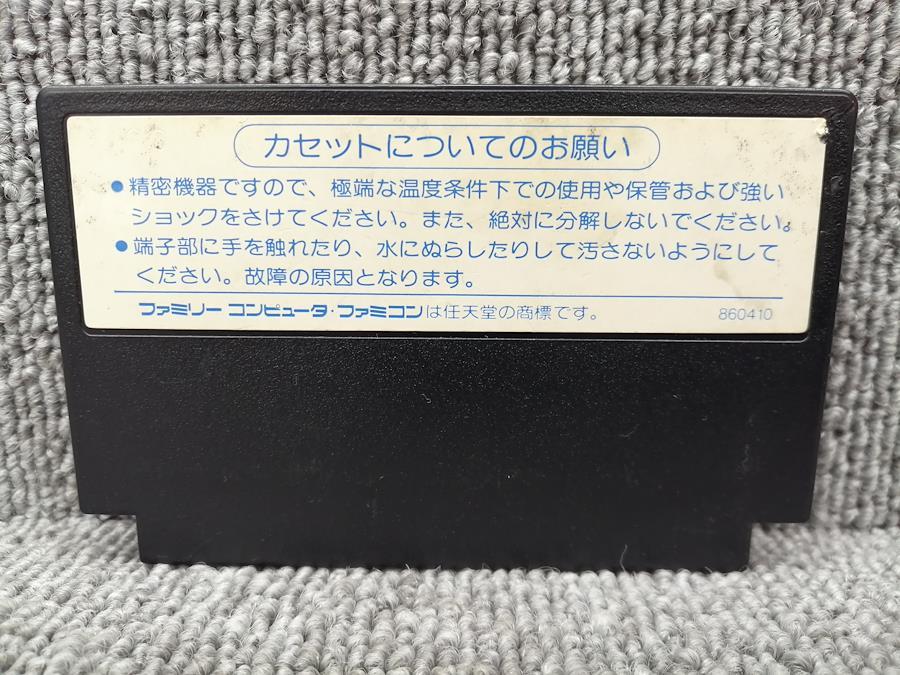 カセットについてのお願い
●精密機器ですので、極端な温度条件下での使用や保管および強い
ショックをさけてください。また、絶対に分解しないでください。
●端子部に手を触れたり、水にぬらしたりして汚さないようにして
ください。故障の原因となります。
ファミリー コンピュータ・ファミコンは任天堂の商標です。 860410